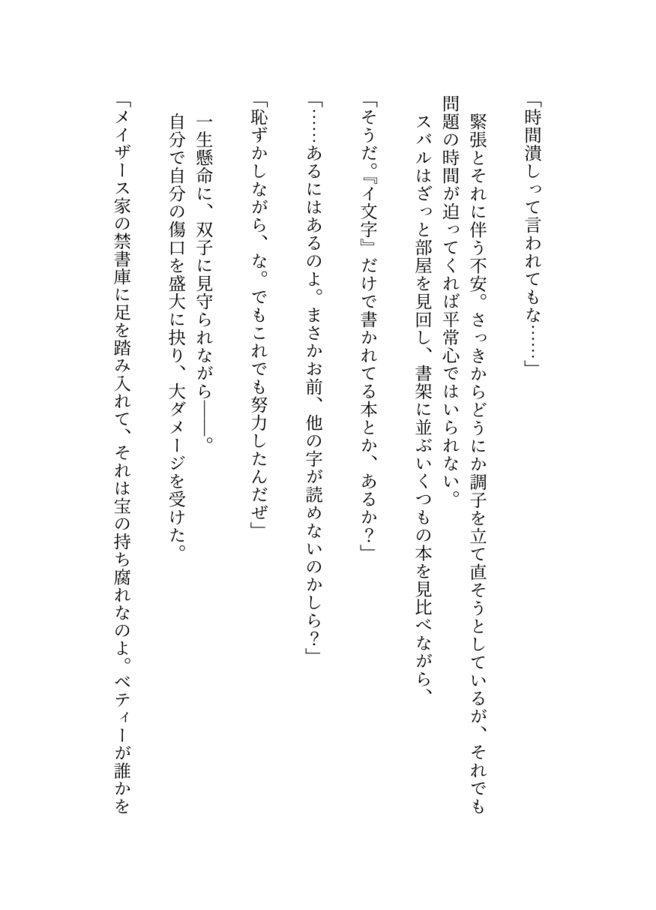 「時間潰しって言われてもな……」
　緊張とそれに伴う不安。さっきからどうにか調子を立て直そうとしているが、それでも
問題の時間が迫ってくれば平常心ではいられない。
　スバルはざっと部屋を見回し、書架に並ぶいくつもの本を見比べながら、
「そうだ。『イ文字』だけで書かれてる本とか、あるか？」
「……あるにはあるのよ。まさかお前、他の字が読めないのかしら？」
「恥ずかしながら、な。でもこれでも努力したんだぜ」
　一生懸命に、双子に見守られながら――。
　自分で自分の傷口を盛大に抉り、大ダメージを受けた。
「メイザース家の禁書庫に足を踏み入れて、それは宝の持ち腐れなのよ。ベティーが誰かを